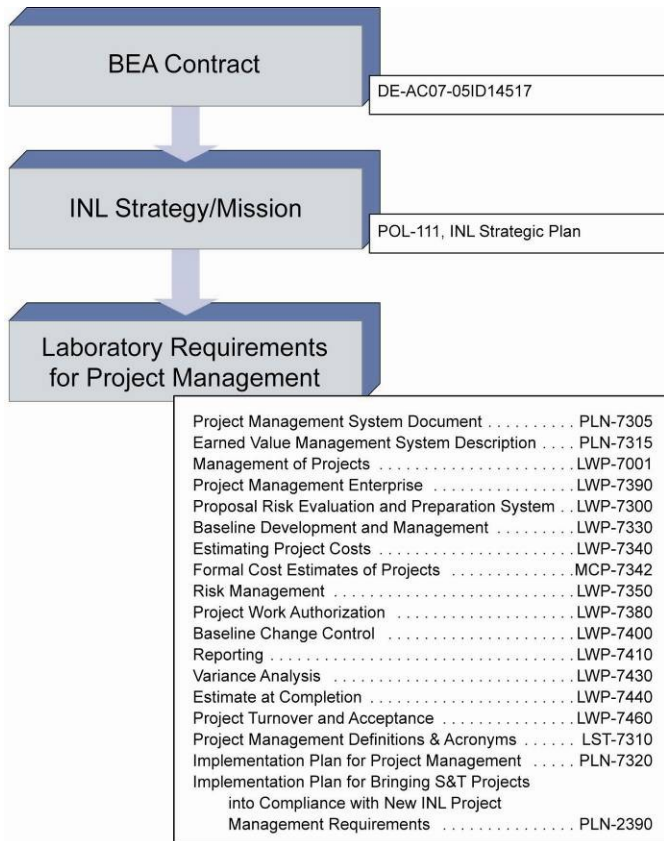 BEA Contract
DE-AC07-05ID14517
INL Strategy/Mission
POL-111, INL Strategic Plan
Laboratory Requirements
for Project Management
Project Management System Document . . . . . . . . . . PLN-7305
Earned Value Management System Description . . . . PLN-7315
Management of Projects . . . . . . . . . . . . . . . . . . . . . . LWP-7001
Project Management Enterprise . . . . . . . . . . . . . . . . LWP-7390
Proposal Risk Evaluation and Preparation System . . LWP-7300
Baseline Development and Management . . . . . . . . . LWP-7330
Estimating Project Costs . . . . . . . . . . . . . . . . . . . . . LWP-7340
Formal Cost Estimates of Projects . . . . . . . . . . . . . . MCP-7342
Risk Management . . . . . . . . . . . . . . . . . . . . . . . . . . LWP-7350
Project Work Authorization . . . . . . . . . . . . . . . . . . . LWP-7380
Baseline Change Control . . . . . . . . . . . . . . . . . . . . . LWP-7400
Reporting . . . . . . . . . . . . . . . . . . . . . . . . . . . . . . . . . LWP-7410
Variance Analysis . . . . . . . . . . . . . . . . . . . . . . . . . . LWP-7430
Estimate at Completion . . . . . . . . . . . . . . . . . . . . . . LWP-7440
Project Turnover and Acceptance . . . . . . . . . . . . . . . LWP-7460
Project Management Definitions & Acronyms . . . . . . LST-7310
Implementation Plan for Project Management . . . . . PLN-7320
Implementation Plan for Bringing S&T Projects
into Compliance with New INL Project
Management Requirements . . . . . . . . . . . . . . . PLN-2390